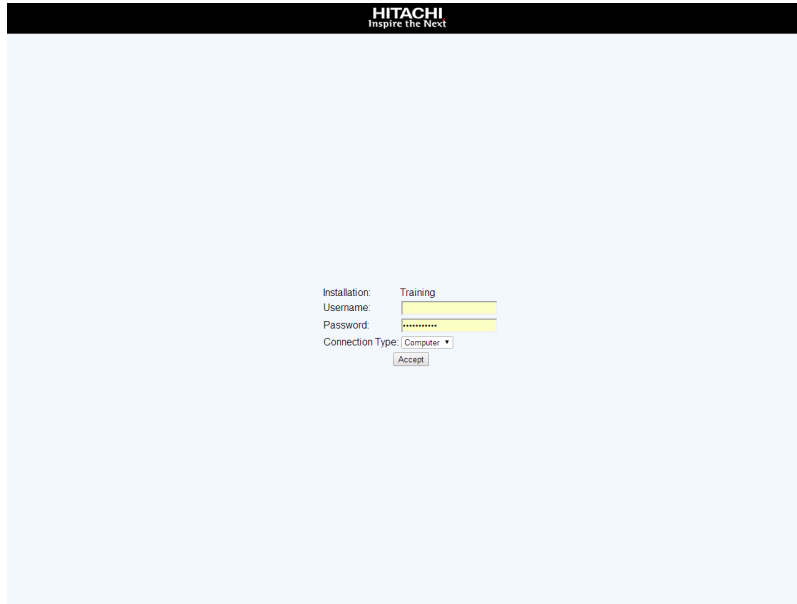 HITACHI
Inspire the Next
Installation: Training
Username:
Password: •••••••••••
Connection Type: Computer
Accept